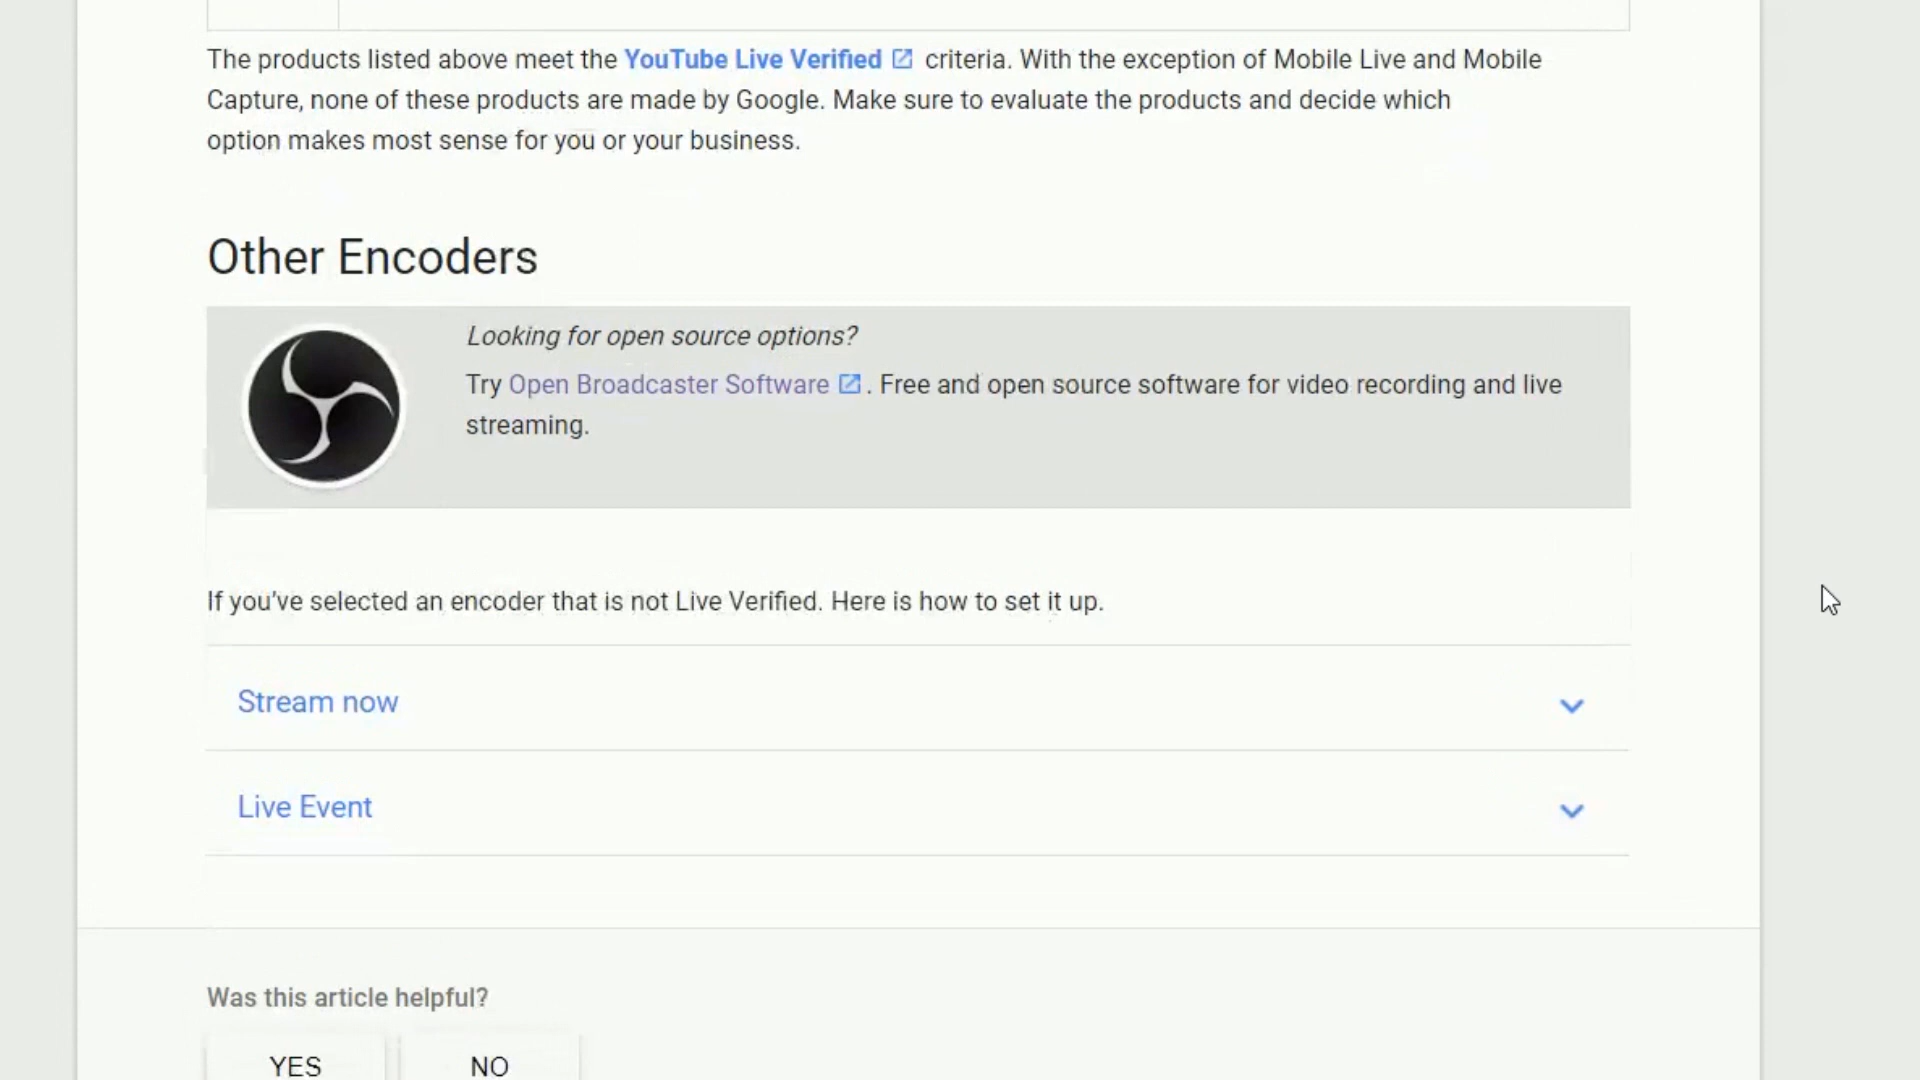 The products listed above meet the YouTube Live Verified criteria. With the exception of Mobile Live and Mobile
Capture, none of these products are made by Google. Make sure to evaluate the products and decide which
option makes most sense for you or your business.
Other Encoders
Looking for open source options?
Try Open Broadcaster Software . Free and open source software for video recording and live
streaming.
If you've selected an encoder that is not Live Verified. Here is how to set it up.
Stream now
Live Event
Was this article helpful?
YES NO